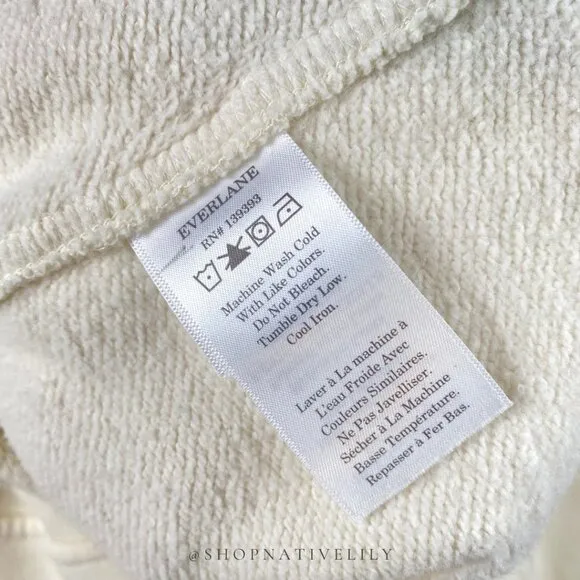 EVERLANE
RN# 139393
Machine Wash Cold
With Like Colors.
Do Not Bleach.
Tumble Dry Low.
Cool Iron.
Laver à La machine à
L'eau Froide Avec
Couleurs Similaires.
Ne Pas Javelliser.
Sécher à La Machine
Basse Température.
Repasser à Fer Bas.
@SHOPNATIVELILY